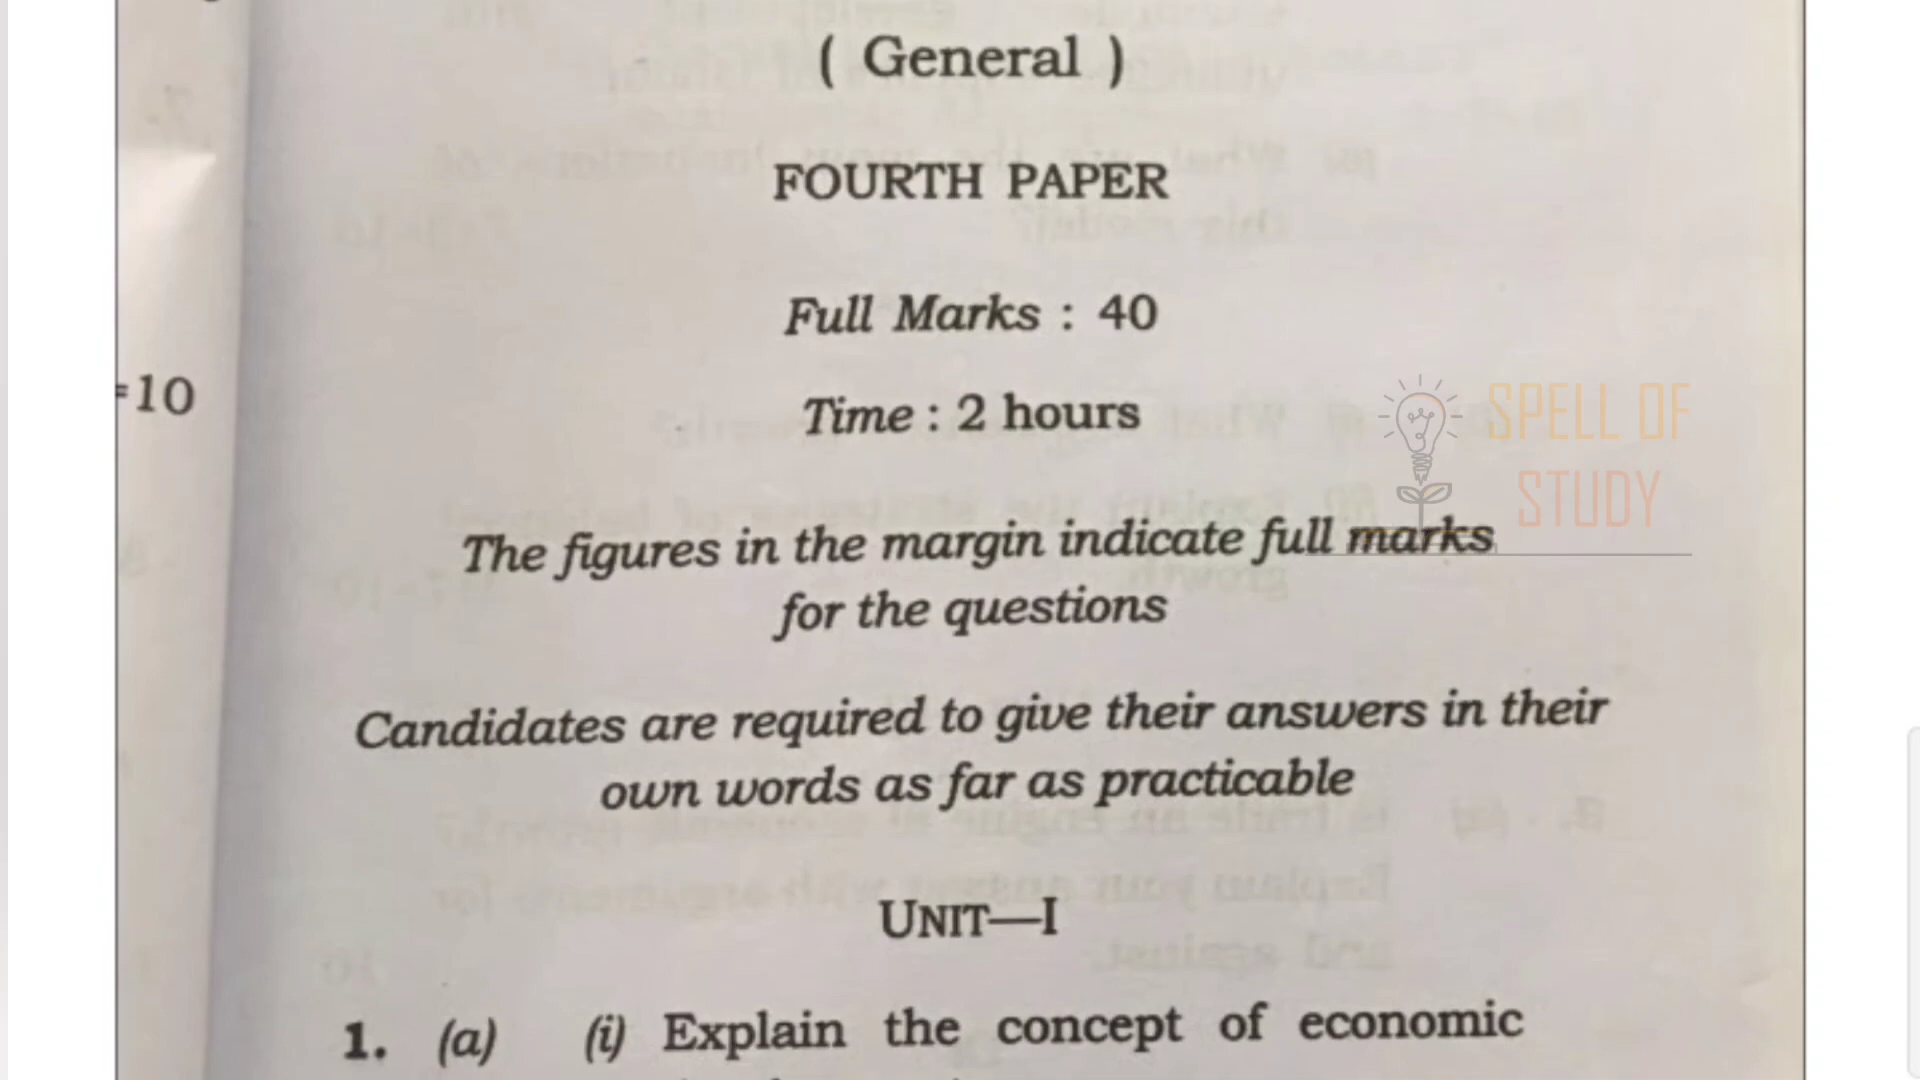 ( General )
FOURTH PAPER
Full Marks : 40
Time : 2 hours
=10
SPELL OF
STUDY
The figures in the margin indicate full marks
for the questions
Candidates are required to give their answers in their
own words as far as practicable
UNIT—I
1. (a) (i) Explain the concept of economic